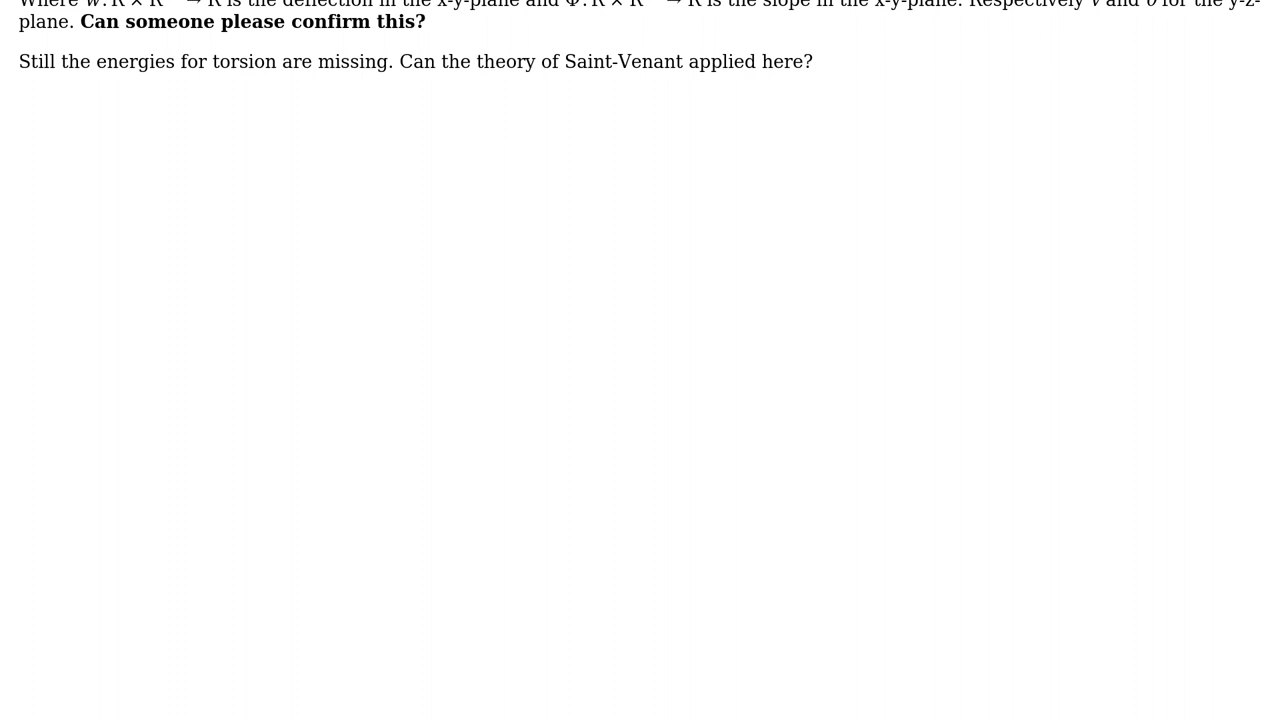 Where w: R × R → R is the deflection in the x-y-plane and Φ: R × R → R is the slope in the x-y-plane. Respectively v and θ for the y-z-
plane. Can someone please confirm this?
Still the energies for torsion are missing. Can the theory of Saint-Venant applied here?